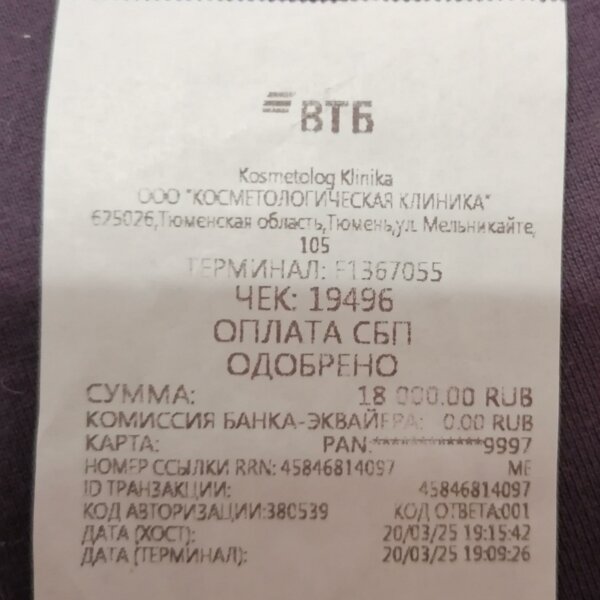 ВТБ
Kosmetolog Klinika
ООО "КОСМЕТОЛОГИЧЕСКАЯ КЛИНИКА"
625026,Тюменская область,Тюмень,ул. Мельникайте,
105
ТЕРМИНАЛ: F1367055
ЧЕК: 19496
ОПЛАТА СБП
ОДОБРЕНО
СУММА: 18 000.00 RUB
КОМИССИЯ БАНКА-ЭКВАЙЕРА: 0.00 RUB
КАРТА: PAN:************9997
НОМЕР ССЫЛКИ RRN: 45846814097 ME
ID ТРАНЗАКЦИИ: 45846814097
КОД АВТОРИЗАЦИИ:380539 КОД ОТВЕТА:001
ДАТА (ХОСТ): 20/03/25 19:15:42
ДАТА (ТЕРМИНАЛ): 20/03/25 19:09:26